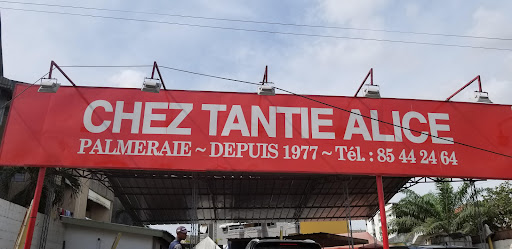 CHEZ TANTIE ALICE
PALMERAIE ~ DEPUIS 1977 ~ Tél. : 85 44 24 64